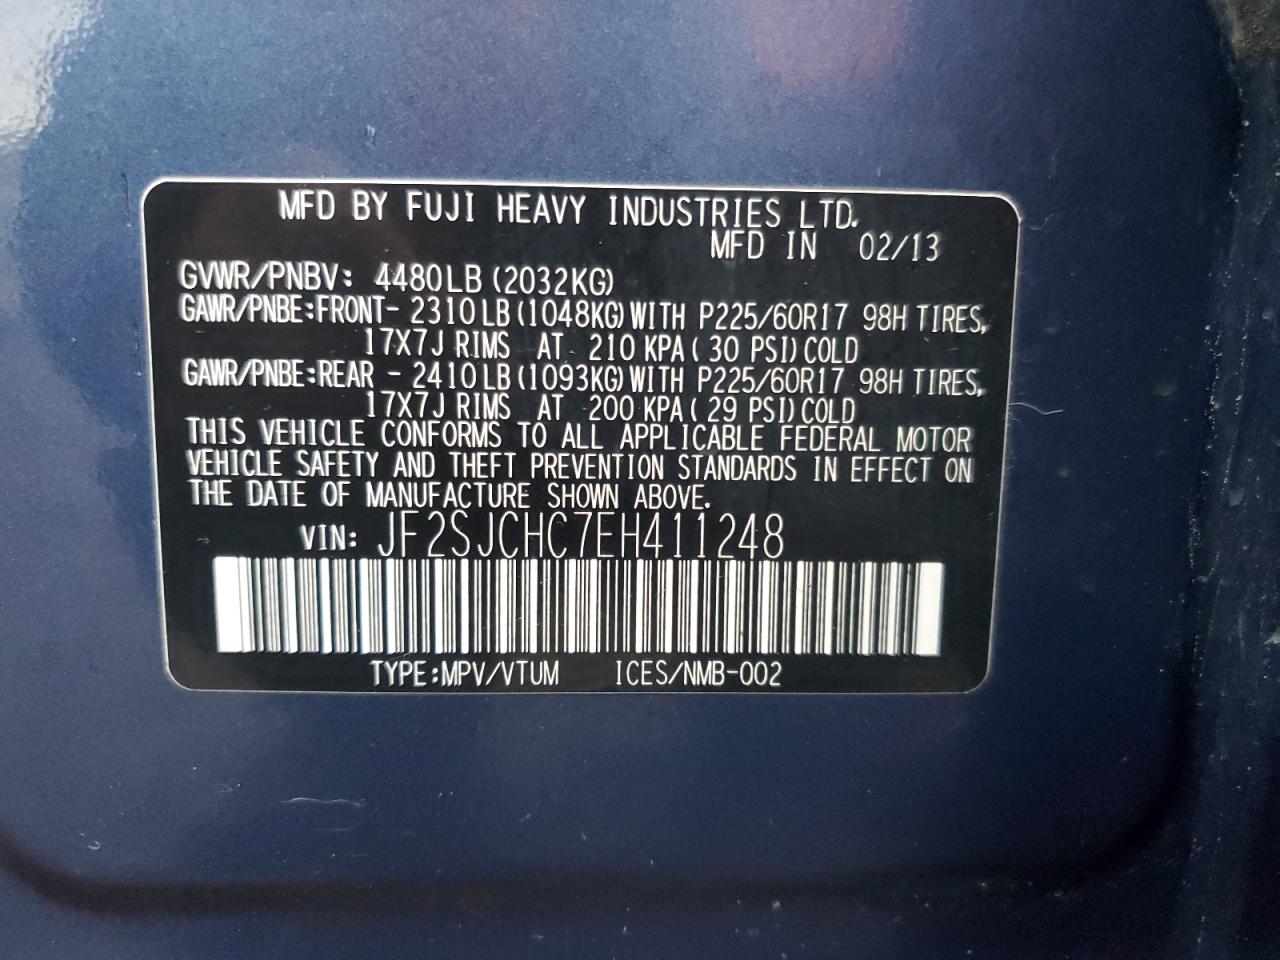 MFD BY FUJI HEAVY INDUSTRIES LTD.
MFD IN 02/13
GVWR/PNBV: 4480LB (2032KG)
GAWR/PNBE:FRONT- 2310LB (1048KG)WITH P225/60R17 98H TIRES,
17X7J RIMS AT 210 KPA (30 PSI)COLD
GAWR/PNBE:REAR - 2410LB (1093KG)WITH P225/60R17 98H TIRES,
17X7J RIMS AT 200 KPA (29 PSI)COLD
THIS VEHICLE CONFORMS TO ALL APPLICABLE FEDERAL MOTOR
VEHICLE SAFETY AND THEFT PREVENTION STANDARDS IN EFFECT ON
THE DATE OF MANUFACTURE SHOWN ABOVE.
VIN: JF2SJCHC7EH411248
TYPE:MPV/VTUM ICES/NMB-002